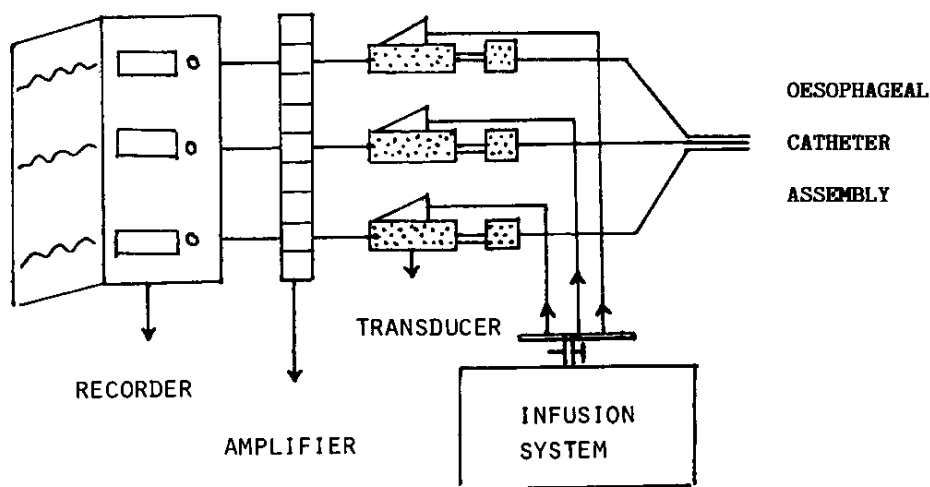 OESOPHAGEAL
CATHETER
ASSEMBLY
TRANSDUCER
RECORDER
AMPLIFIER
INFUSION
SYSTEM